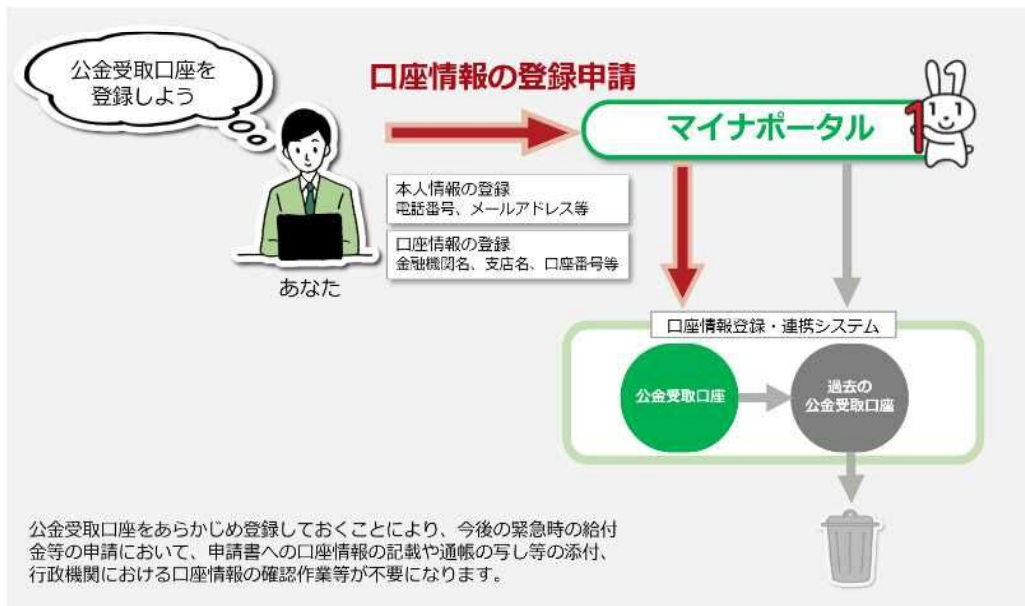 公金受取口座を
登録しよう
口座情報の登録申請
マイナポータル
本人情報の登録
電話番号、メールアドレス等
口座情報の登録
金融機関名、支店名、口座番号等
あなた
口座情報登録・連携システム
公金受取口座
過去の
公金受取口座
公金受取口座をあらかじめ登録しておくことにより、今後の緊急時の給付
金等の申請において、申請書への口座情報の記載や通帳の写し等の添付、
行政機関における口座情報の確認作業等が不要になります。